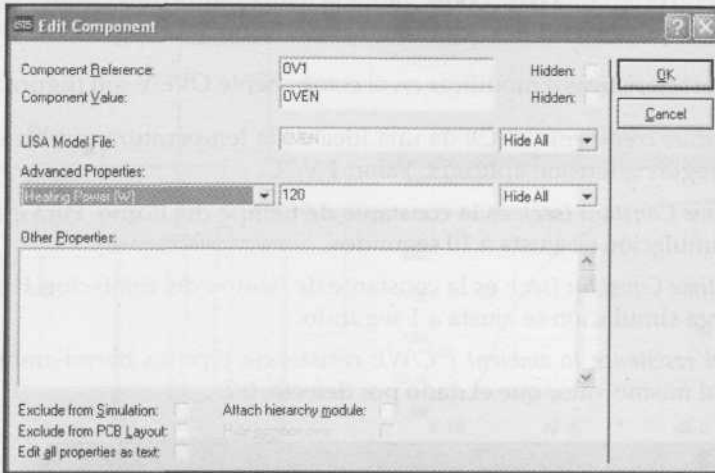 ISIS Edit Component
Component Reference: OV1 Hidden:
Component Value: OVEN Hidden:
LISA Model File: Hide All
Advanced Properties:
Heating Power (W) 120 Hide All
Other Properties:
OK
Cancel
Exclude from Simulation: Attach hierarchy module:
Exclude from PCB Layout:
Edit all properties as text: